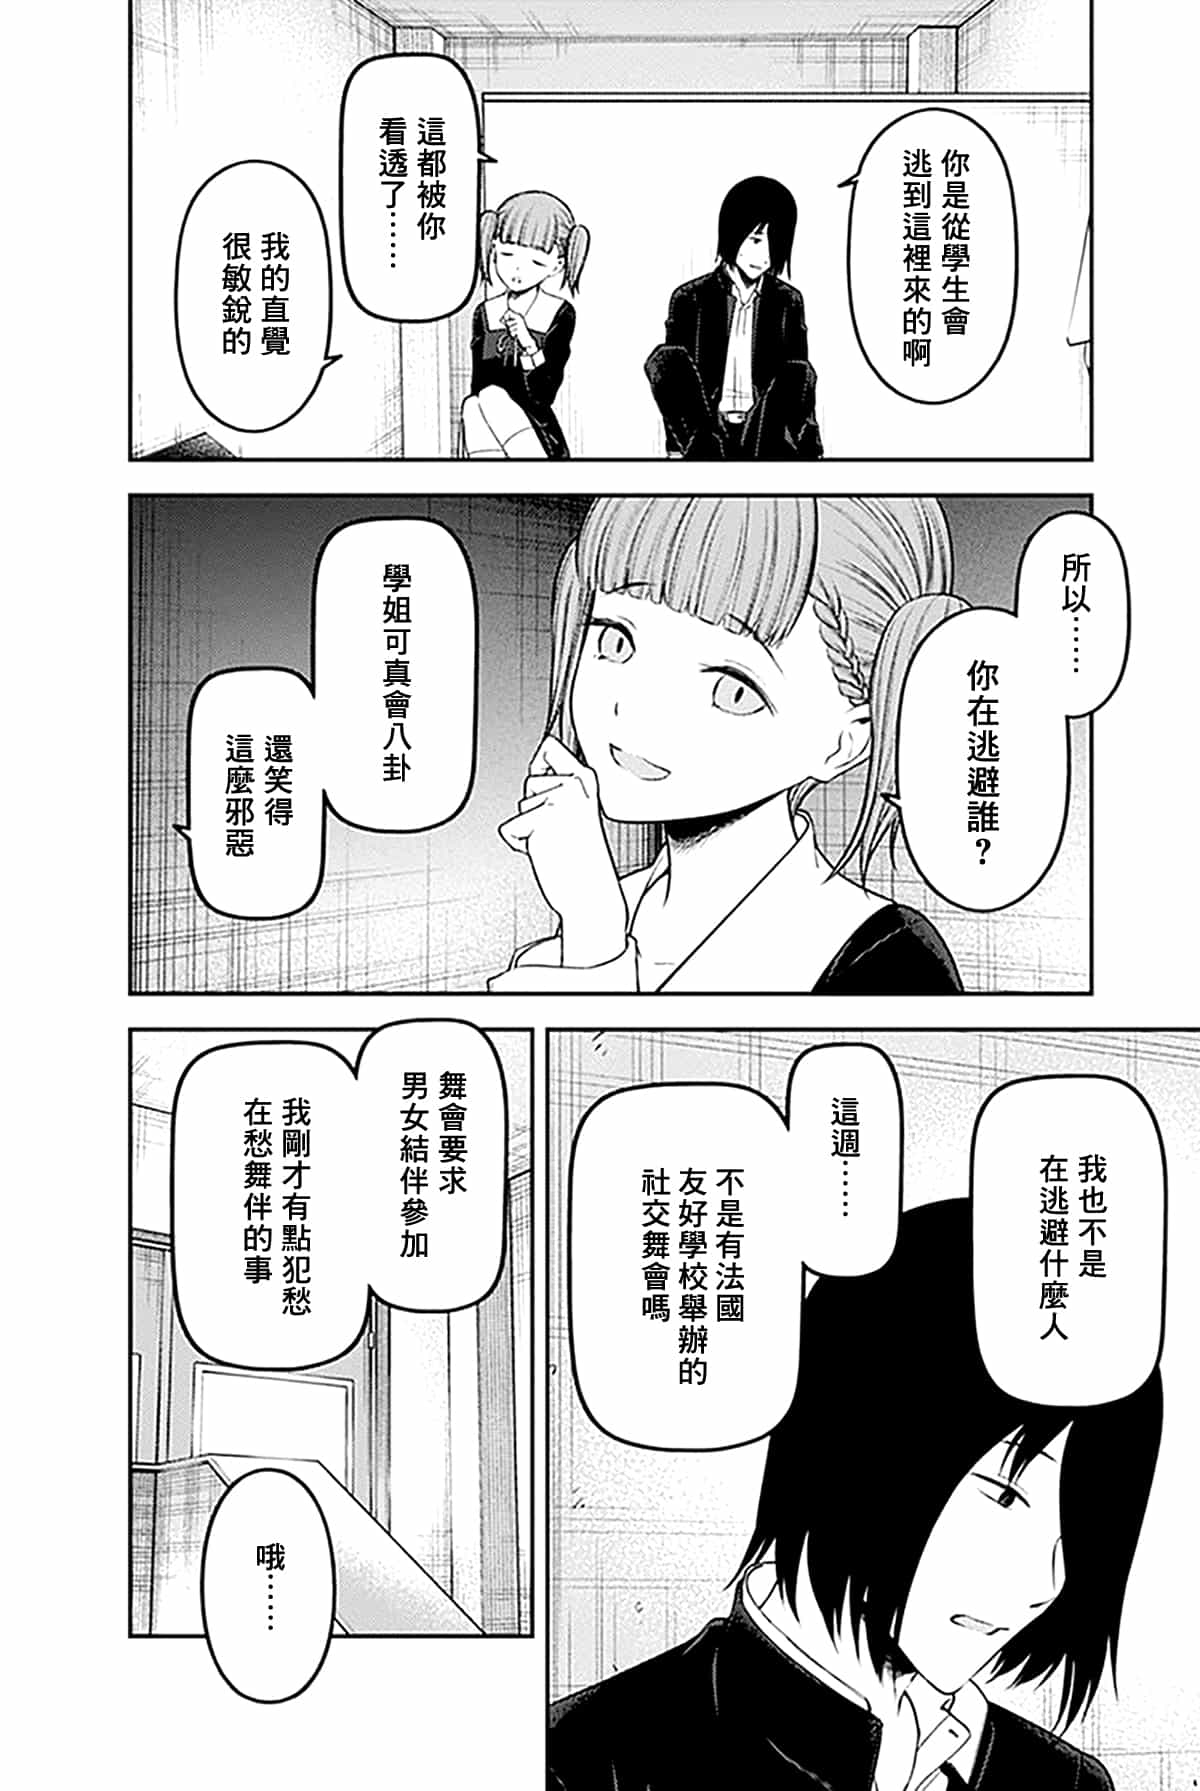 你是從學生會
逃到這裡來的啊
這都被你
看透了……
我的直覺
很敏銳的
所以……
你在逃避誰?
學姐可真會八卦
還笑得
這麼邪惡
我也不是
在逃避什麼人
這週……
不是有法國
友好學校舉辦的
社交舞會嗎
舞會要求
男女結伴參加
我剛才有點犯愁
在愁舞伴的事
哦……